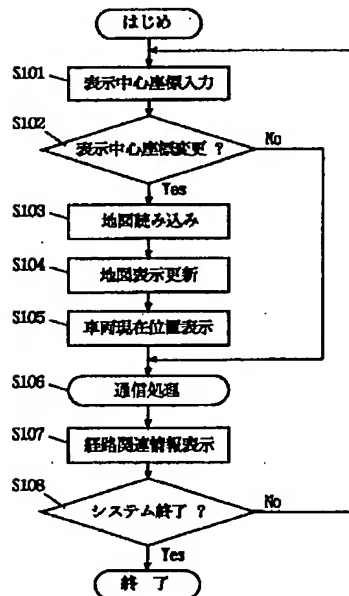 はじめ
S101
表示中心座標入力
S102
表示中心座標変更 ?
No
Yes
S103
地図読み込み
S104
地図表示更新
S105
車両現在位置表示
S106
通信処理
S107
経路関連情報表示
S108
システム終了 ?
No
Yes
終 了